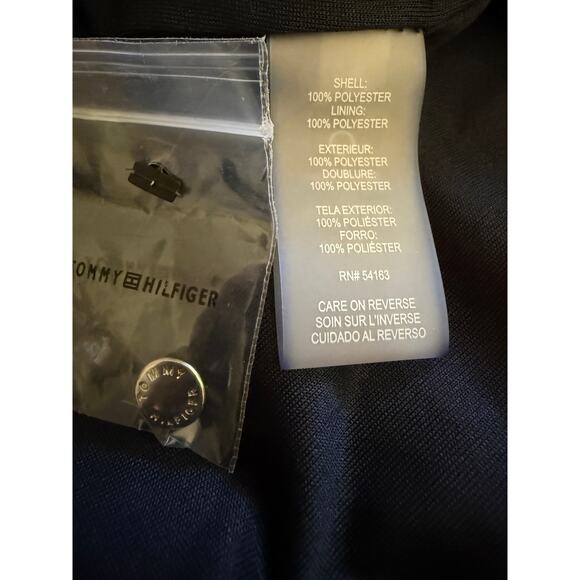 SHELL:
100% POLYESTER
LINING:
100% POLYESTER
EXTERIEUR:
100% POLYESTER
DOUBLURE:
100% POLYESTER
TELA EXTERIOR:
100% POLIÉSTER
FORRO:
100% POLIÉSTER
RN# 54163
CARE ON REVERSE
SOIN SUR L'INVERSE
CUIDADO AL REVERSO
TOMMY HILFIGER
TOMMY
HILFIGER